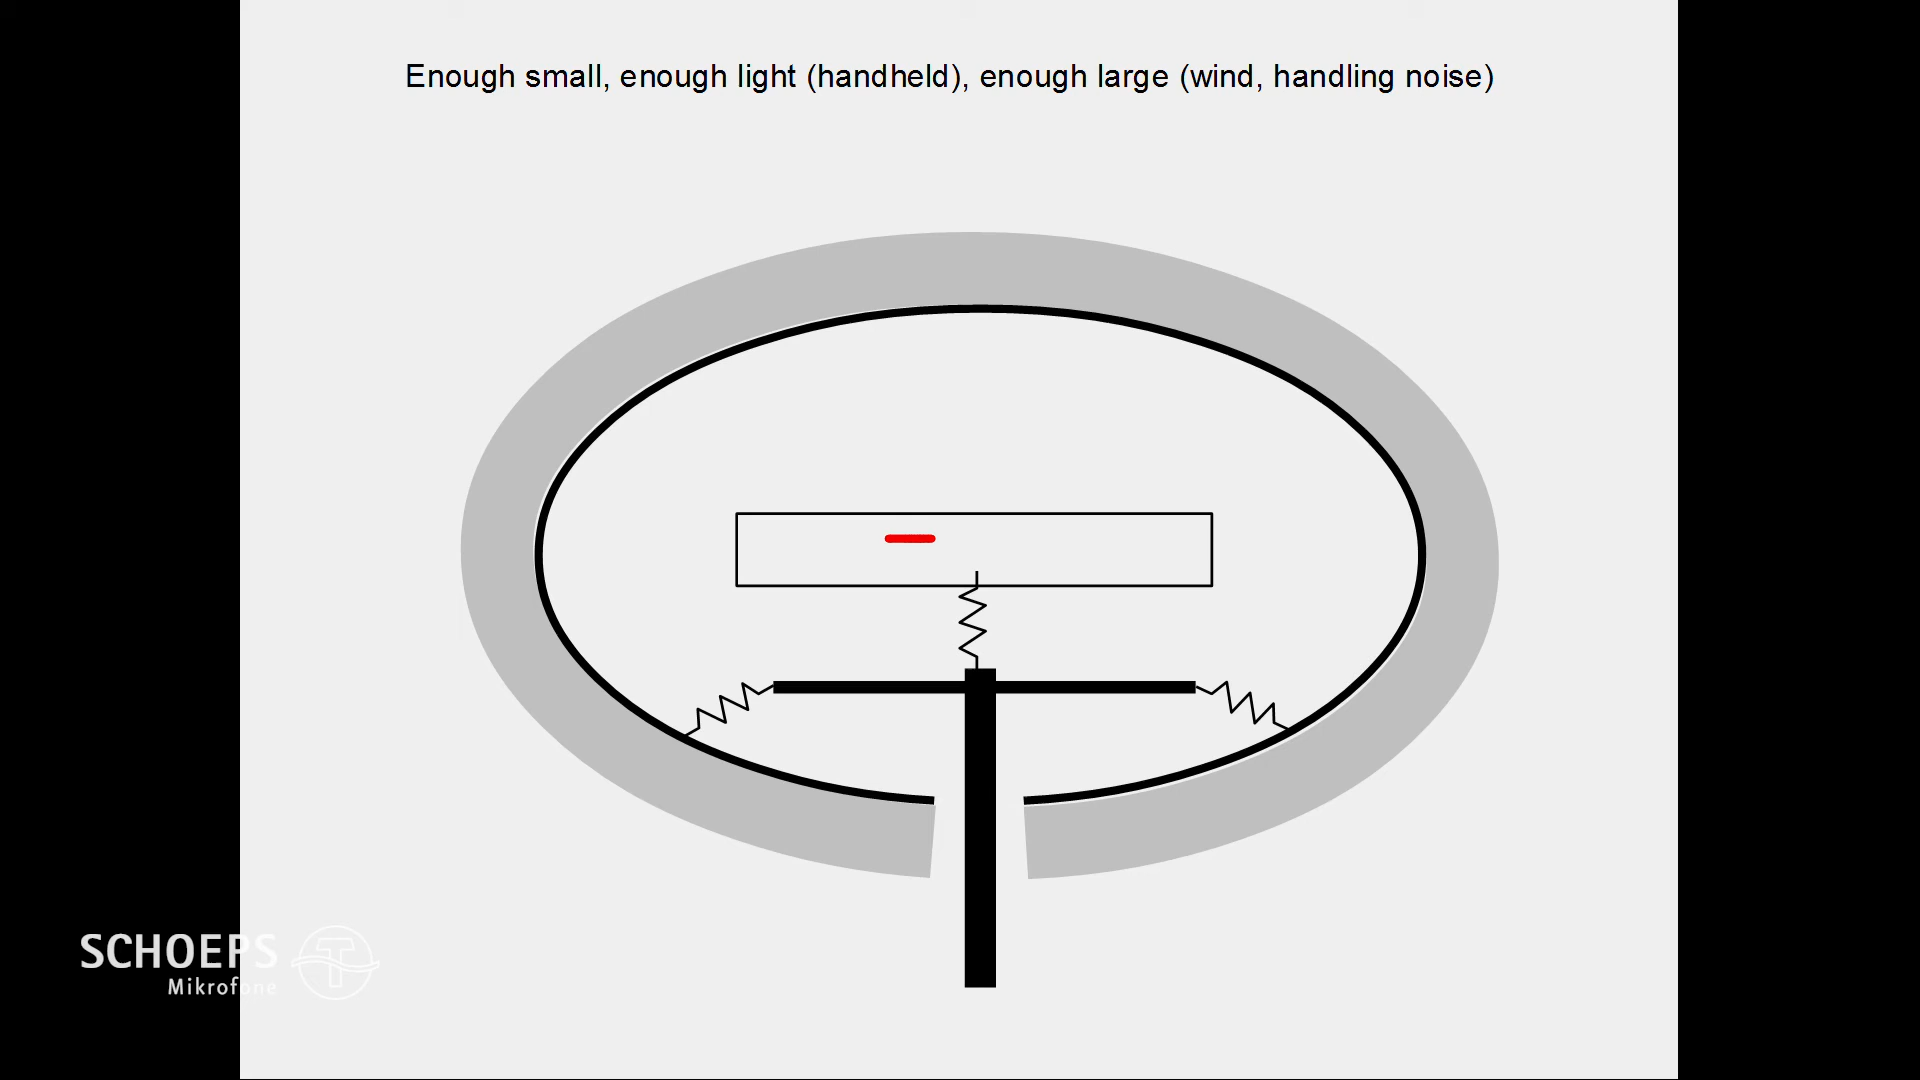 Enough small, enough light (handheld), enough large (wind, handling noise)
SCHOEPS
Mikrofone